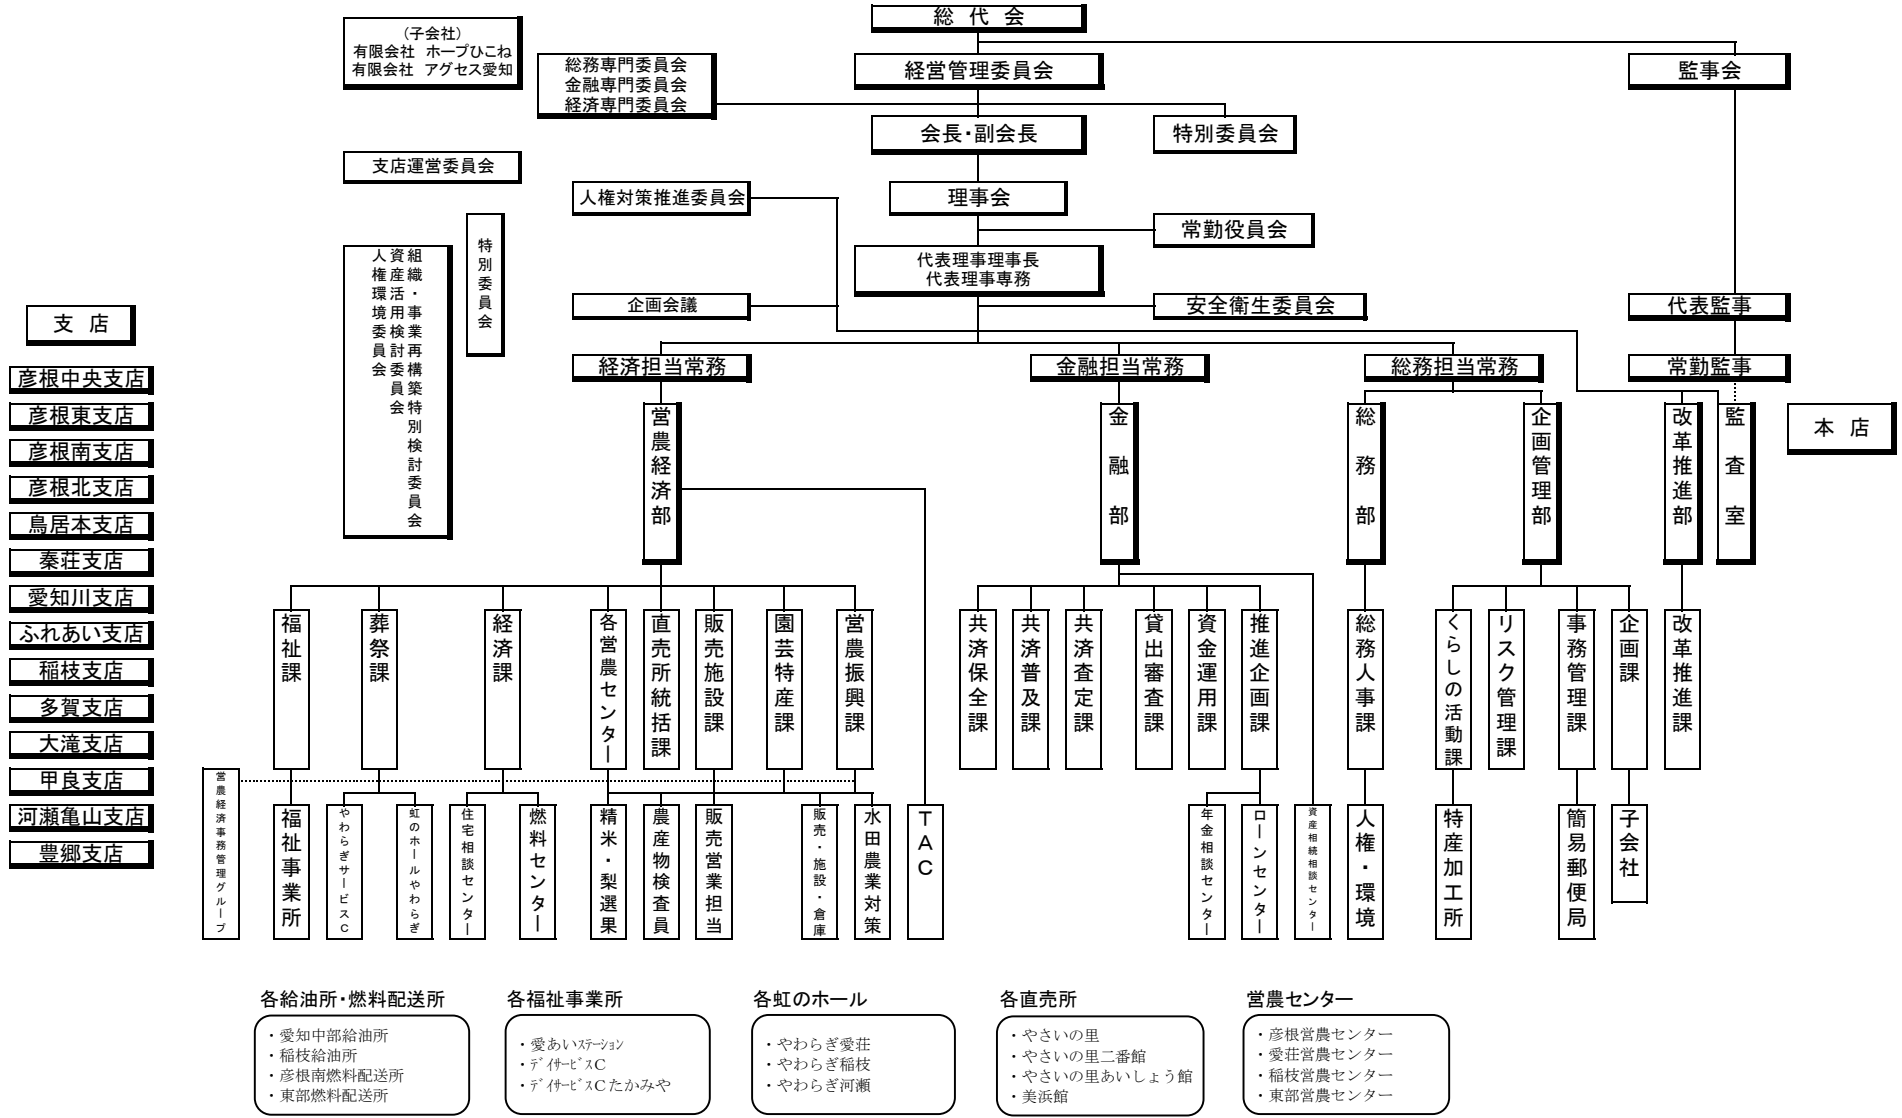 総 代 会
(子会社)
有限会社 ホープひこね
有限会社 アグセス愛知
総務専門委員会
金融専門委員会
経済専門委員会
経営管理委員会
監事会
会長・副会長
特別委員会
支店運営委員会
人権対策推進委員会
理事会
常勤役員会
特別委員会
組織・事業再構築特別検討委員会
資産活用検討委員会
人権環境委員会
代表理事理事長
代表理事専務
企画会議
安全衛生委員会
代表監事
支 店
経済担当常務
金融担当常務
総務担当常務
常勤監事
本 店
彦根中央支店
彦根東支店
彦根南支店
彦根北支店
鳥居本支店
秦荘支店
愛知川支店
ふれあい支店
稲枝支店
多賀支店
大滝支店
甲良支店
河瀬亀山支店
豊郷支店
営農経済部
金融部
総務部
企画管理部
改革推進部
監査室
福祉課
葬祭課
経済課
各営農センター
直売所統括課
販売施設課
園芸特産課
営農振興課
共済保全課
共済普及課
共済査定課
貸出審査課
資金運用課
推進企画課
総務人事課
くらしの活動課
リスク管理課
事務管理課
企画課
改革推進課
営農経済事務管理グループ
福祉事業所
やわらぎサービスC
虹のホールやわらぎ
住宅相談センター
燃料センター
精米・梨選果
農産物検査員
販売営業担当
販売・施設・倉庫
水田農業対策
TAC
年金相談センター
ローンセンター
資産相続相談センター
人権・環境
特産加工所
簡易郵便局
子会社
各給油所・燃料配送所
・愛知中部給油所
・稲枝給油所
・彦根南燃料配送所
・東部燃料配送所
各福祉事業所
・愛あいステーション
・デイサービスC
・デイサービスCたかみや
各虹のホール
・やわらぎ愛荘
・やわらぎ稲枝
・やわらぎ河瀬
各直売所
・やさいの里
・やさいの里二番館
・やさいの里あいしょう館
・美浜館
営農センター
・彦根営農センター
・愛荘営農センター
・稲枝営農センター
・東部営農センター